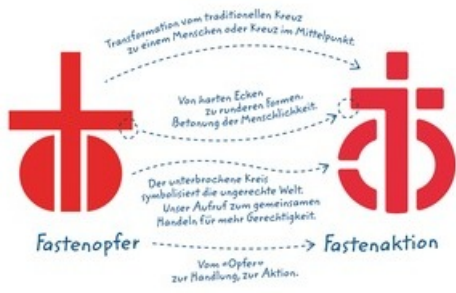 Transformation vom traditionellen Kreuz
zu einem Menschen oder Kreuz im Mittelpunkt.
Von harten Ecken
zu runderen Formen.
Betonung der Menschlichkeit.
Der unterbrochene Kreis
symbolisiert die ungerechte Welt.
Unser Aufruf zum gemeinsamen
Handeln für mehr Gerechtigkeit.
Fastenopfer
Fastenaktion
Vom «Opfer»
zur Handlung, zur Aktion.